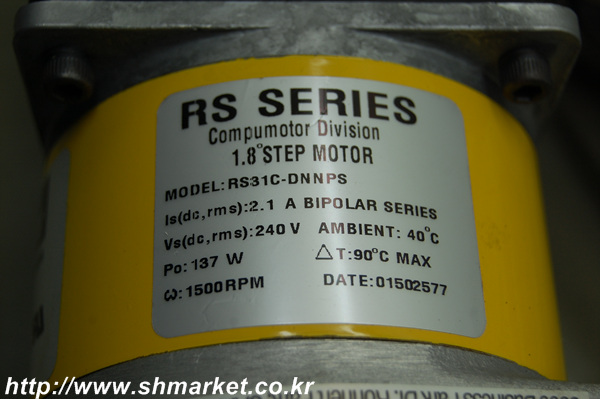 RS SERIES
Compumotor Division
1.8°STEP MOTOR
MODEL:RS31C-DNNPS
Is(dc,rms):2.1 A BIPOLAR SERIES
Vs(dc,rms):240 V AMBIENT: 40°C
Po: 137 W △T:90°C MAX
ω:1500RPM DATE:01502577
http://www.shmarket.co.kr